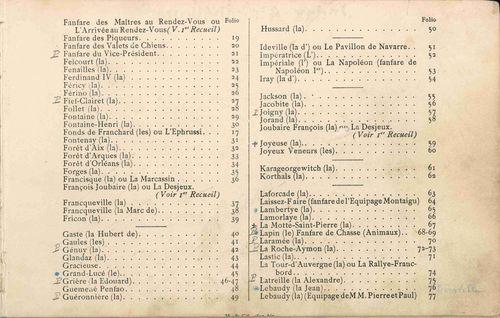 Folio
Fanfare des Maîtres au Rendez-Vous ou
L'Arrivée au Rendez-Vous (V. 1er Recueil)
Fanfare des Piqueurs. 19
Fanfare des Valets de Chiens. 20
Fanfare du Vice-Président. 21
Felcourt (la). 22
Fenailles (la). 23
Ferdinand IV (la) 24
Féricy (la). 25
Férino (la). 26
Fief-Clairet (la). 27
Follet (la). 28
Fontaine (la). 29
Fontaine-Henri (la). 30
Fonds de Franchard (les) ou L'Ephrussi. 17
Fontenay (la). 31
Forêt d'Aix (la). 32
Forêt d'Arques (la). 33
Forêt d'Orléans (la). 34
Forges (la). 35
Francisque (la) ou La Marcassin. 36
François Joubaire (la) ou La Desjeux.
(Voir 1er Recueil)
Francqueville (la) 37
Francqueville (la Marc de). 38
Fricon (la). 39
Gaste (la Hubert de). 40
Gaules (les) 41
Génuy (la). 42
Glandaz (la) 43
Gracieuse. 44
Grand-Lucé (le). 45
Grière (la Edouard). 46-47
Guemené Penfao. 48
Guéronnière (la). 49
Folio
Hussard (la). 50
Ideville (la d') ou Le Pavillon de Navarre. 51
Impératrice (L'). 52
Impériale (l') ou La Napoléon (fanfare de
Napoléon Ier). 53
Iray (la d'). 54
Jackson (la). 55
Jacobite (la). 56
Joigny (la). 57
Jorand (la). 58
Joubaire François (la) ou La Desjeux.
(Voir 1er Recueil)
Joyeuse (la). 59
Joyeux Veneurs (les). 60
Karageorgewitch (la). 61
Korthals (la). 62
Laforcade (la). 63
Laissez-Faire (fanfare de l'Equipage Montaigu) 64
Lambertye (la). 65
Lamorlaye (la). 66
La Motte-Saint-Pierre (la). 67
Lapin (le) Fanfare de Chasse (Animaux). 68-69
Laramée (la). 70
La Roche-Aymon (la). 72-73
Lastic (la). 71
La Tour-d'Auvergne (la) ou La Rallye-Franc-
bord. 74
Latreille (la Alexandre). 75
Lebaudy (la Jean) 76
Lebaudy (la) (Equipage de MM. Pierre et Paul) 77